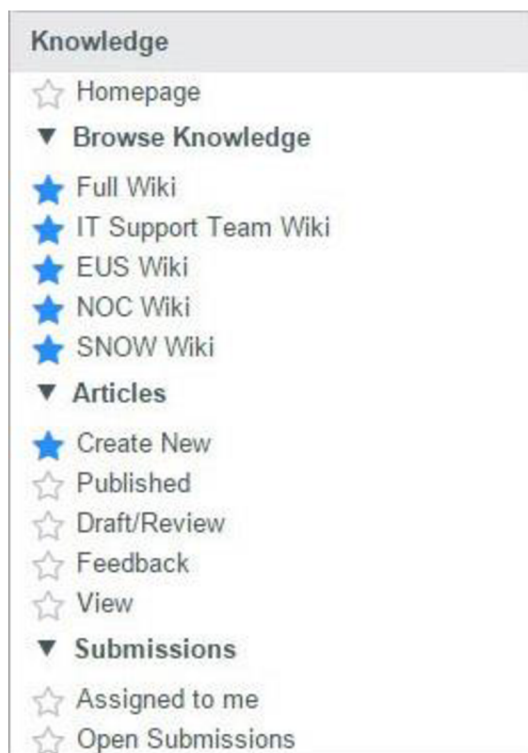 Knowledge
Homepage
Browse Knowledge
Full Wiki
IT Support Team Wiki
EUS Wiki
NOC Wiki
SNOW Wiki
Articles
Create New
Published
Draft/Review
Feedback
View
Submissions
Assigned to me
Open Submissions